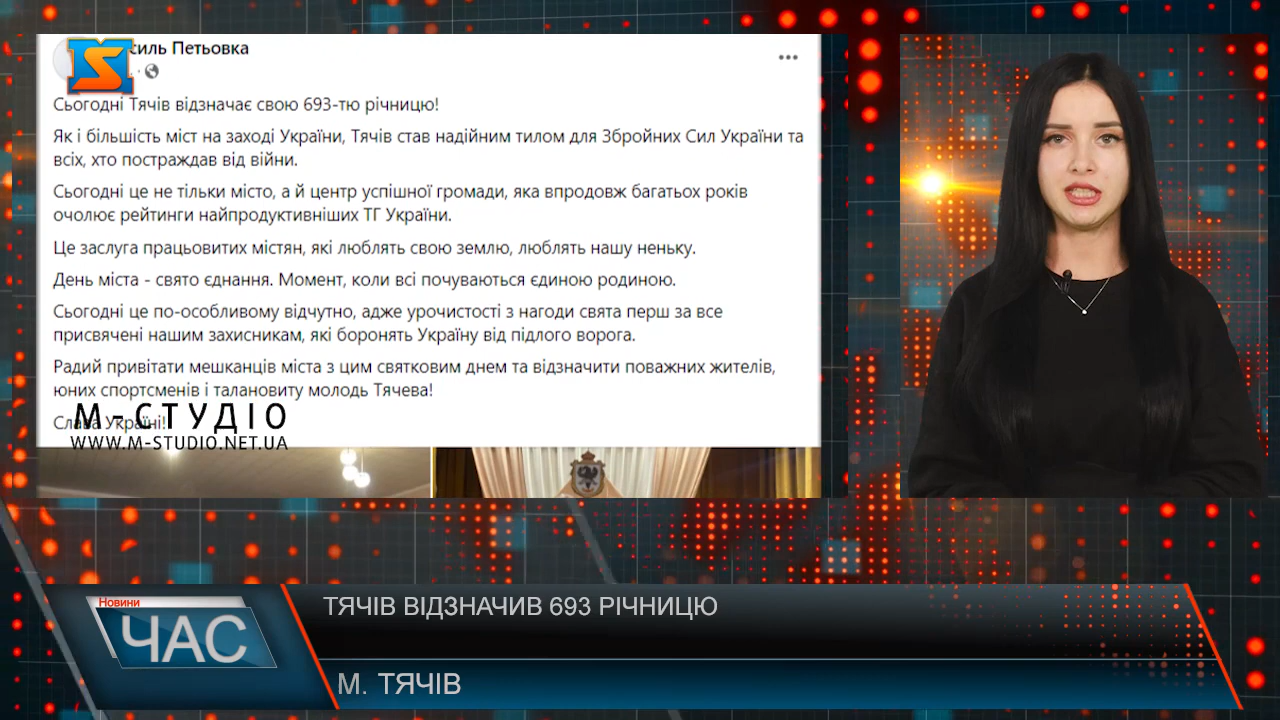 силь Петьовка
Сьогодні Тячів відзначає свою 693-тю річницю!
Як і більшість міст на заході України, Тячів став надійним тилом для Збройних Сил України та
всіх, хто постраждав від війни.
Сьогодні це не тільки місто, а й центр успішної громади, яка впродовж багатьох років
очолює рейтинги найпродуктивніших ТГ України.
Це заслуга працьовитих містян, які люблять свою землю, люблять нашу неньку.
День міста - свято єднання. Момент, коли всі почуваються єдиною родиною.
Сьогодні це по-особливому відчутно, адже урочистості з нагоди свята перш за все
присвячені нашим захисникам, які боронять Україну від підлого ворога.
Радий привітати мешканців міста з цим святковим днем та відзначити поважних жителів,
юних спортсменів і талановиту молодь Тячева!
Слава Україні!
М-СТУДІО
WWW.M-STUDIO.NET.UA
Новини
ЧАС
ТЯЧІВ ВІДЗНАЧИВ 693 РІЧНИЦЮ
М. ТЯЧІВ